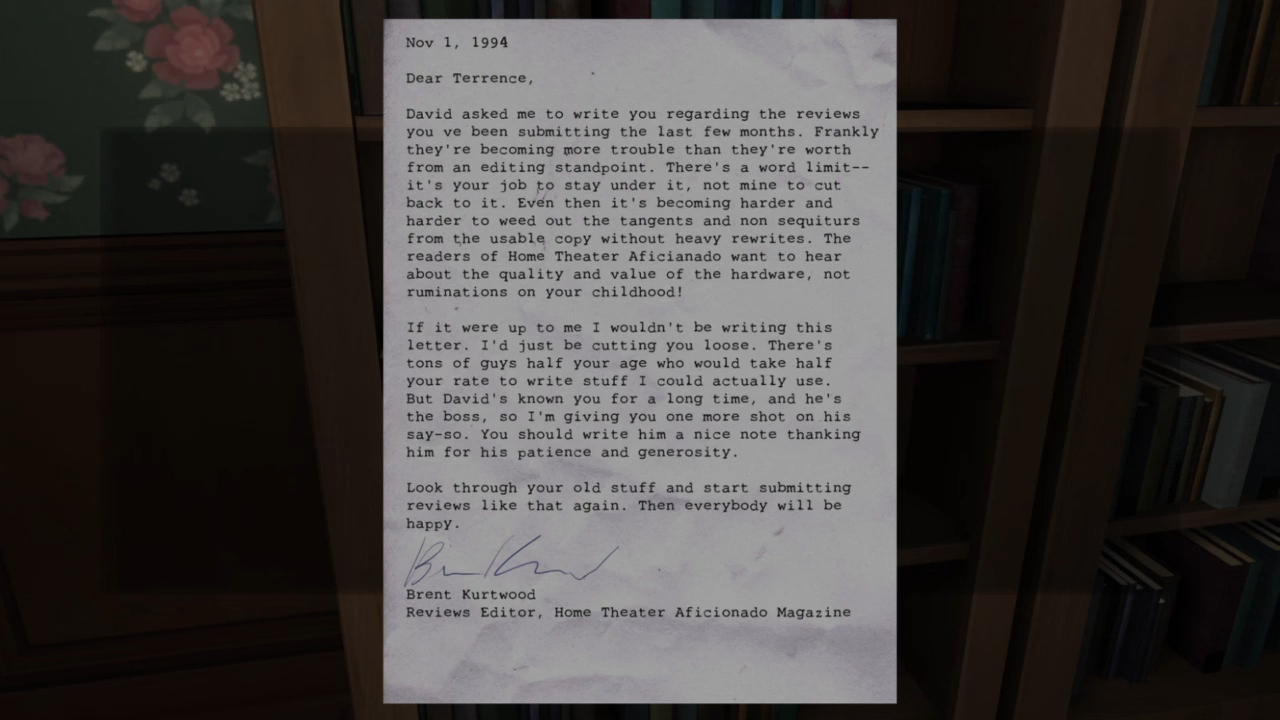 Nov 1, 1994
Dear Terrence,
David asked me to write you regarding the reviews
you ve been submitting the last few months. Frankly
they're becoming more trouble than they're worth
from an editing standpoint. There's a word limit--
it's your job to stay under it, not mine to cut
back to it. Even then it's becoming harder and
harder to weed out the tangents and non sequiturs
from the usable copy without heavy rewrites. The
readers of Home Theater Aficianado want to hear
about the quality and value of the hardware, not
ruminations on your childhood!
If it were up to me I wouldn't be writing this
letter. I'd just be cutting you loose. There's
tons of guys half your age who would take half
your rate to write stuff I could actually use.
But David's known you for a long time, and he's
the boss, so I'm giving you one more shot on his
say-so. You should write him a nice note thanking
him for his patience and generosity.
Look through your old stuff and start submitting
reviews like that again. Then everybody will be
happy.
Brent Kurtwood
Reviews Editor, Home Theater Aficionado Magazine